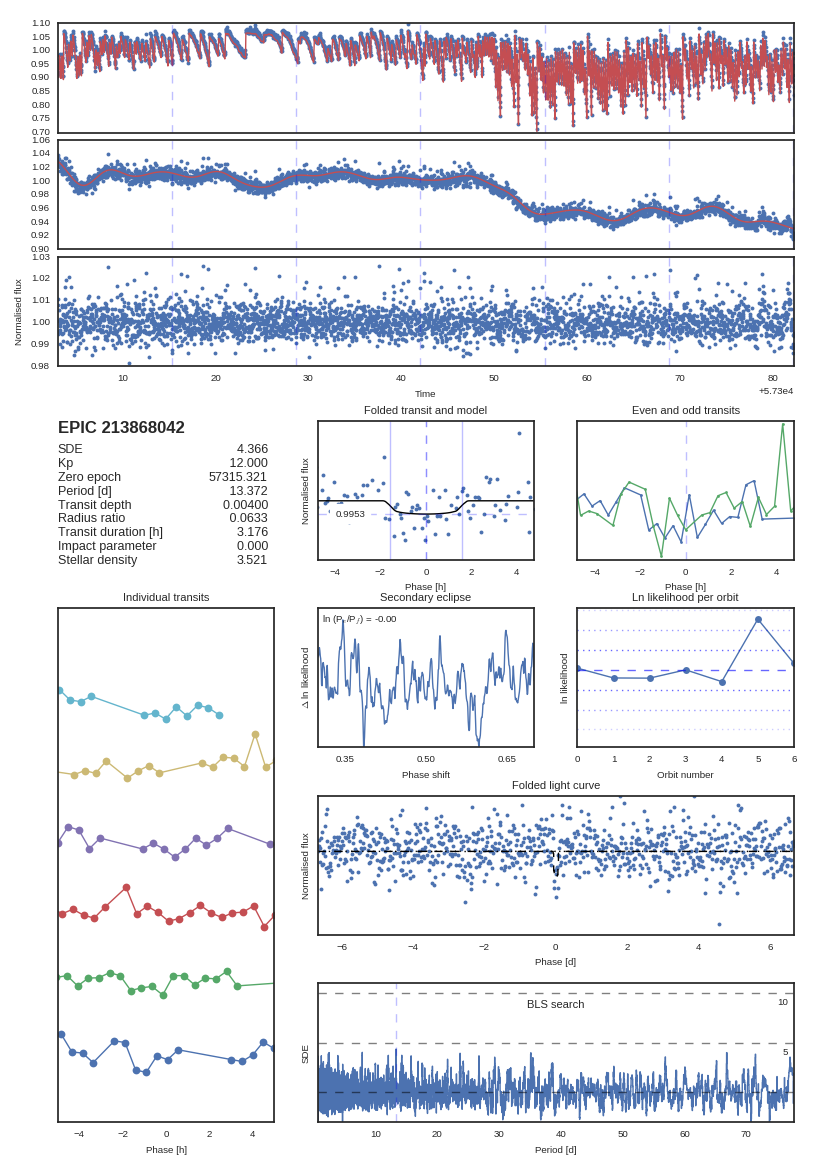 1.10
1.05
1.00
0.95
0.90
0.85
0.80
0.75
0.70
1.06
1.04
1.02
1.00
0.98
0.96
0.94
0.92
0.90
1.03
1.02
1.01
1.00
0.99
0.98
Normalised flux
10 20 30 40 50 60 70 80
Time
+5.73e4
EPIC 213868042
SDE 4.366
Kp 12.000
Zero epoch 57315.321
Period [d] 13.372
Transit depth 0.00400
Radius ratio 0.0633
Transit duration [h] 3.176
Impact parameter 0.000
Stellar density 3.521
Folded transit and model
Normalised flux
0.9953
−4 −2 0 2 4
Phase [h]
Even and odd transits
−4 −2 0 2 4
Phase [h]
Individual transits
−4 −2 0 2 4
Phase [h]
Secondary eclipse
Δ ln likelihood
ln (P_t/P_f) = -0.00
0.35 0.50 0.65
Phase shift
Ln likelihood per orbit
ln likelihood
0 1 2 3 4 5 6
Orbit number
Folded light curve
Normalised flux
−6 −4 −2 0 2 4 6
Phase [d]
BLS search
SDE
10
5
10 20 30 40 50 60 70
Period [d]